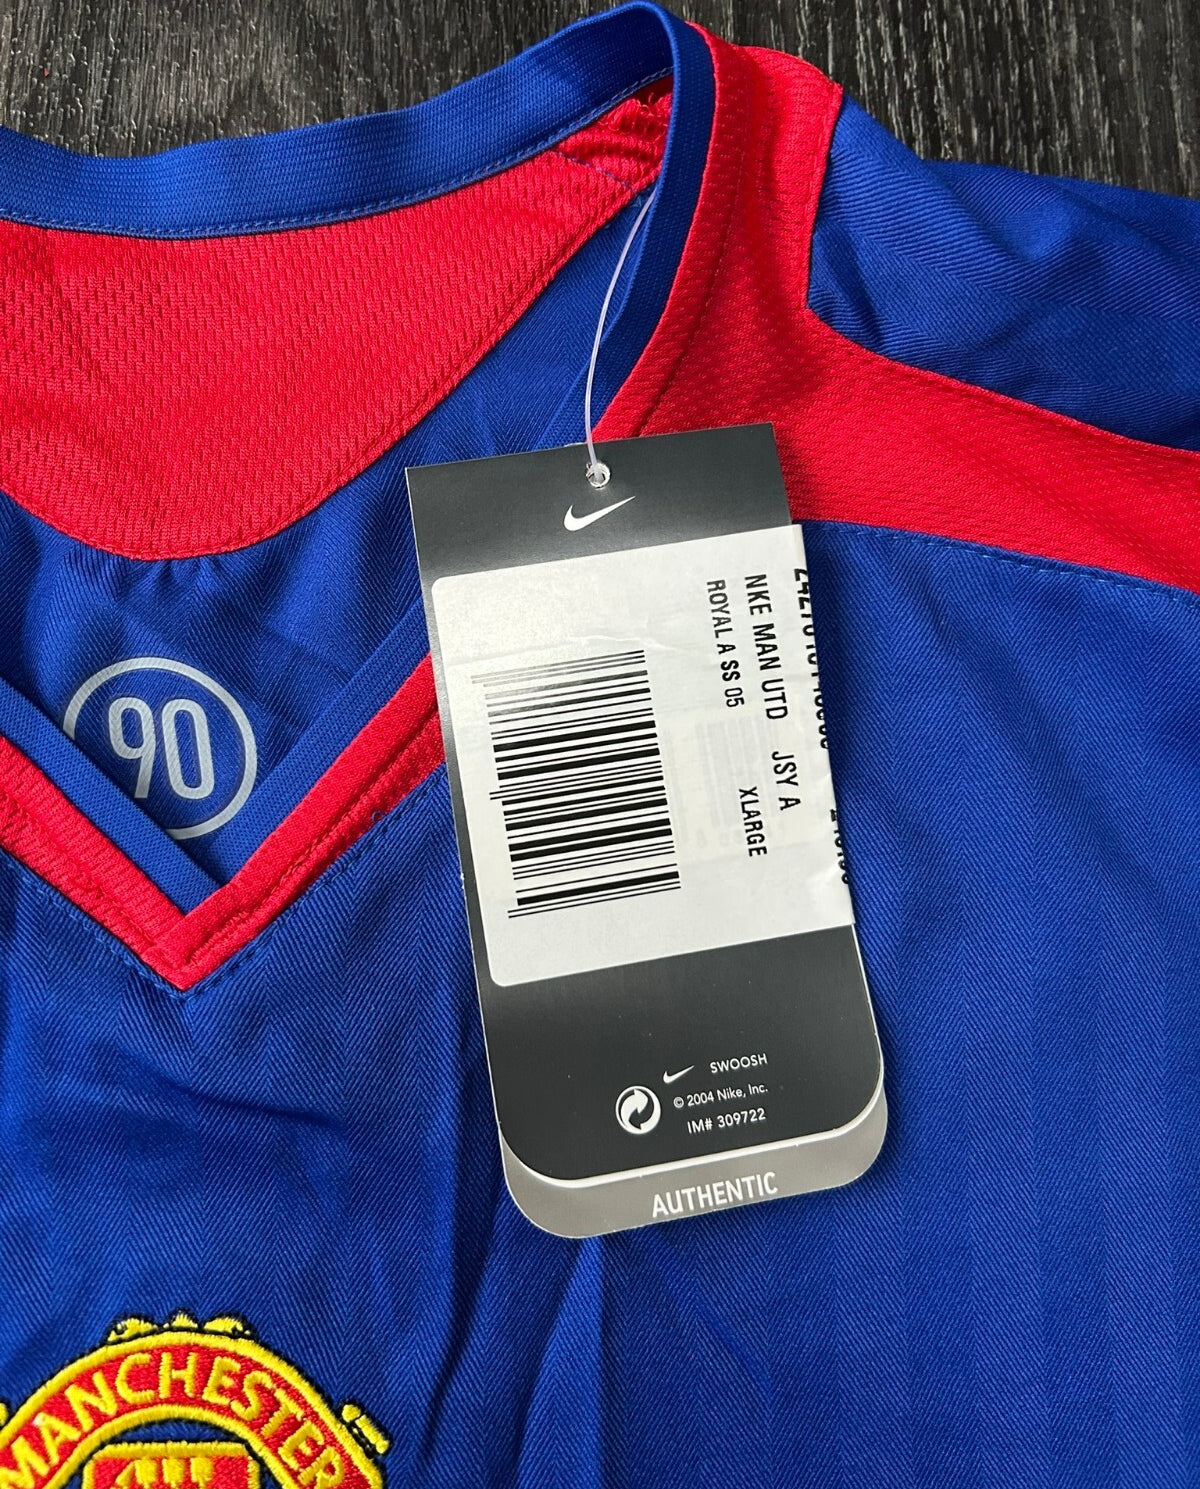 90
NKE MAN UTD JSY A
ROYAL A SS 05 XLARGE
SWOOSH
© 2004 Nike, Inc.
IM# 309722
AUTHENTIC
MANCHESTER